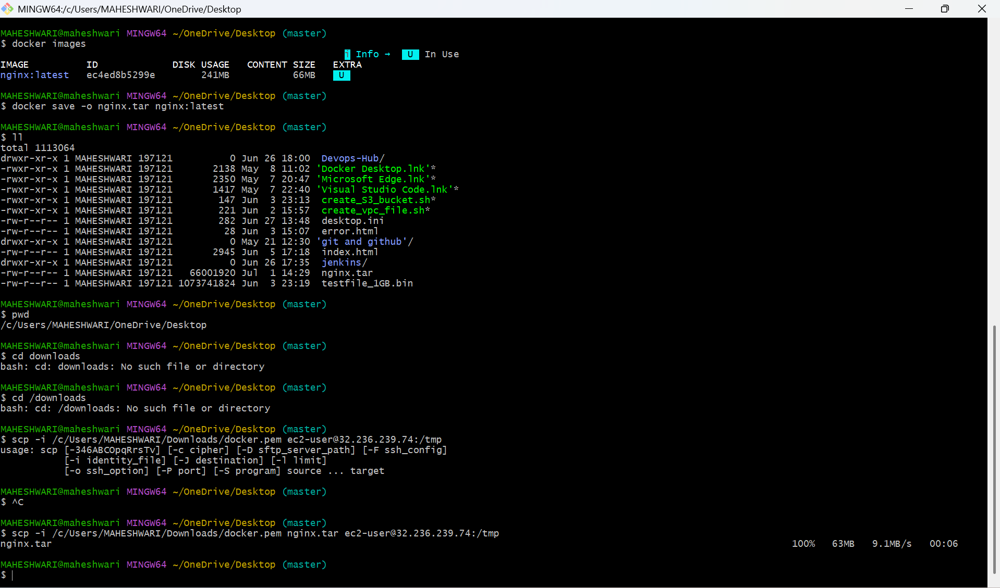 MINGW64:/c/Users/MAHESHWARI/OneDrive/Desktop
MAHESHWARI@maheshwari MINGW64 ~/OneDrive/Desktop (master)
$ docker images
i Info → U In Use
IMAGE ID DISK USAGE CONTENT SIZE EXTRA
nginx:latest ec4ed8b5299e 241MB 66MB U
MAHESHWARI@maheshwari MINGW64 ~/OneDrive/Desktop (master)
$ docker save -o nginx.tar nginx:latest
MAHESHWARI@maheshwari MINGW64 ~/OneDrive/Desktop (master)
$ ll
total 1113064
drwxr-xr-x 1 MAHESHWARI 197121 0 Jun 26 18:00 Devops-Hub/
-rwxr-xr-x 1 MAHESHWARI 197121 2138 May 8 11:02 'Docker Desktop.lnk'*
-rwxr-xr-x 1 MAHESHWARI 197121 2350 May 7 20:47 'Microsoft Edge.lnk'*
-rwxr-xr-x 1 MAHESHWARI 197121 1417 May 7 22:40 'Visual Studio Code.lnk'*
-rwxr-xr-x 1 MAHESHWARI 197121 147 Jun 3 23:13 create_S3_bucket.sh*
-rwxr-xr-x 1 MAHESHWARI 197121 221 Jun 2 15:57 create_vpc_file.sh*
-rw-r--r-- 1 MAHESHWARI 197121 282 Jun 27 13:48 desktop.ini
-rw-r--r-- 1 MAHESHWARI 197121 28 Jun 3 15:07 error.html
drwxr-xr-x 1 MAHESHWARI 197121 0 May 21 12:30 'git and github'/
-rw-r--r-- 1 MAHESHWARI 197121 2945 Jun 5 17:18 index.html
drwxr-xr-x 1 MAHESHWARI 197121 0 Jun 26 17:35 jenkins/
-rw-r--r-- 1 MAHESHWARI 197121 66001920 Jul 1 14:29 nginx.tar
-rw-r--r-- 1 MAHESHWARI 197121 1073741824 Jun 3 23:19 testfile_1GB.bin
MAHESHWARI@maheshwari MINGW64 ~/OneDrive/Desktop (master)
$ pwd
/c/Users/MAHESHWARI/OneDrive/Desktop
MAHESHWARI@maheshwari MINGW64 ~/OneDrive/Desktop (master)
$ cd downloads
bash: cd: downloads: No such file or directory
MAHESHWARI@maheshwari MINGW64 ~/OneDrive/Desktop (master)
$ cd /downloads
bash: cd: /downloads: No such file or directory
MAHESHWARI@maheshwari MINGW64 ~/OneDrive/Desktop (master)
$ scp -i /c/Users/MAHESHWARI/Downloads/docker.pem ec2-user@32.236.239.74:/tmp
usage: scp [-346ABCOpqRrsTv] [-c cipher] [-D sftp_server_path] [-F ssh_config]
[-i identity_file] [-J destination] [-l limit]
[-o ssh_option] [-P port] [-S program] source ... target
MAHESHWARI@maheshwari MINGW64 ~/OneDrive/Desktop (master)
$ ^C
MAHESHWARI@maheshwari MINGW64 ~/OneDrive/Desktop (master)
$ scp -i /c/Users/MAHESHWARI/Downloads/docker.pem nginx.tar ec2-user@32.236.239.74:/tmp
nginx.tar 100% 63MB 9.1MB/s 00:06
MAHESHWARI@maheshwari MINGW64 ~/OneDrive/Desktop (master)
$